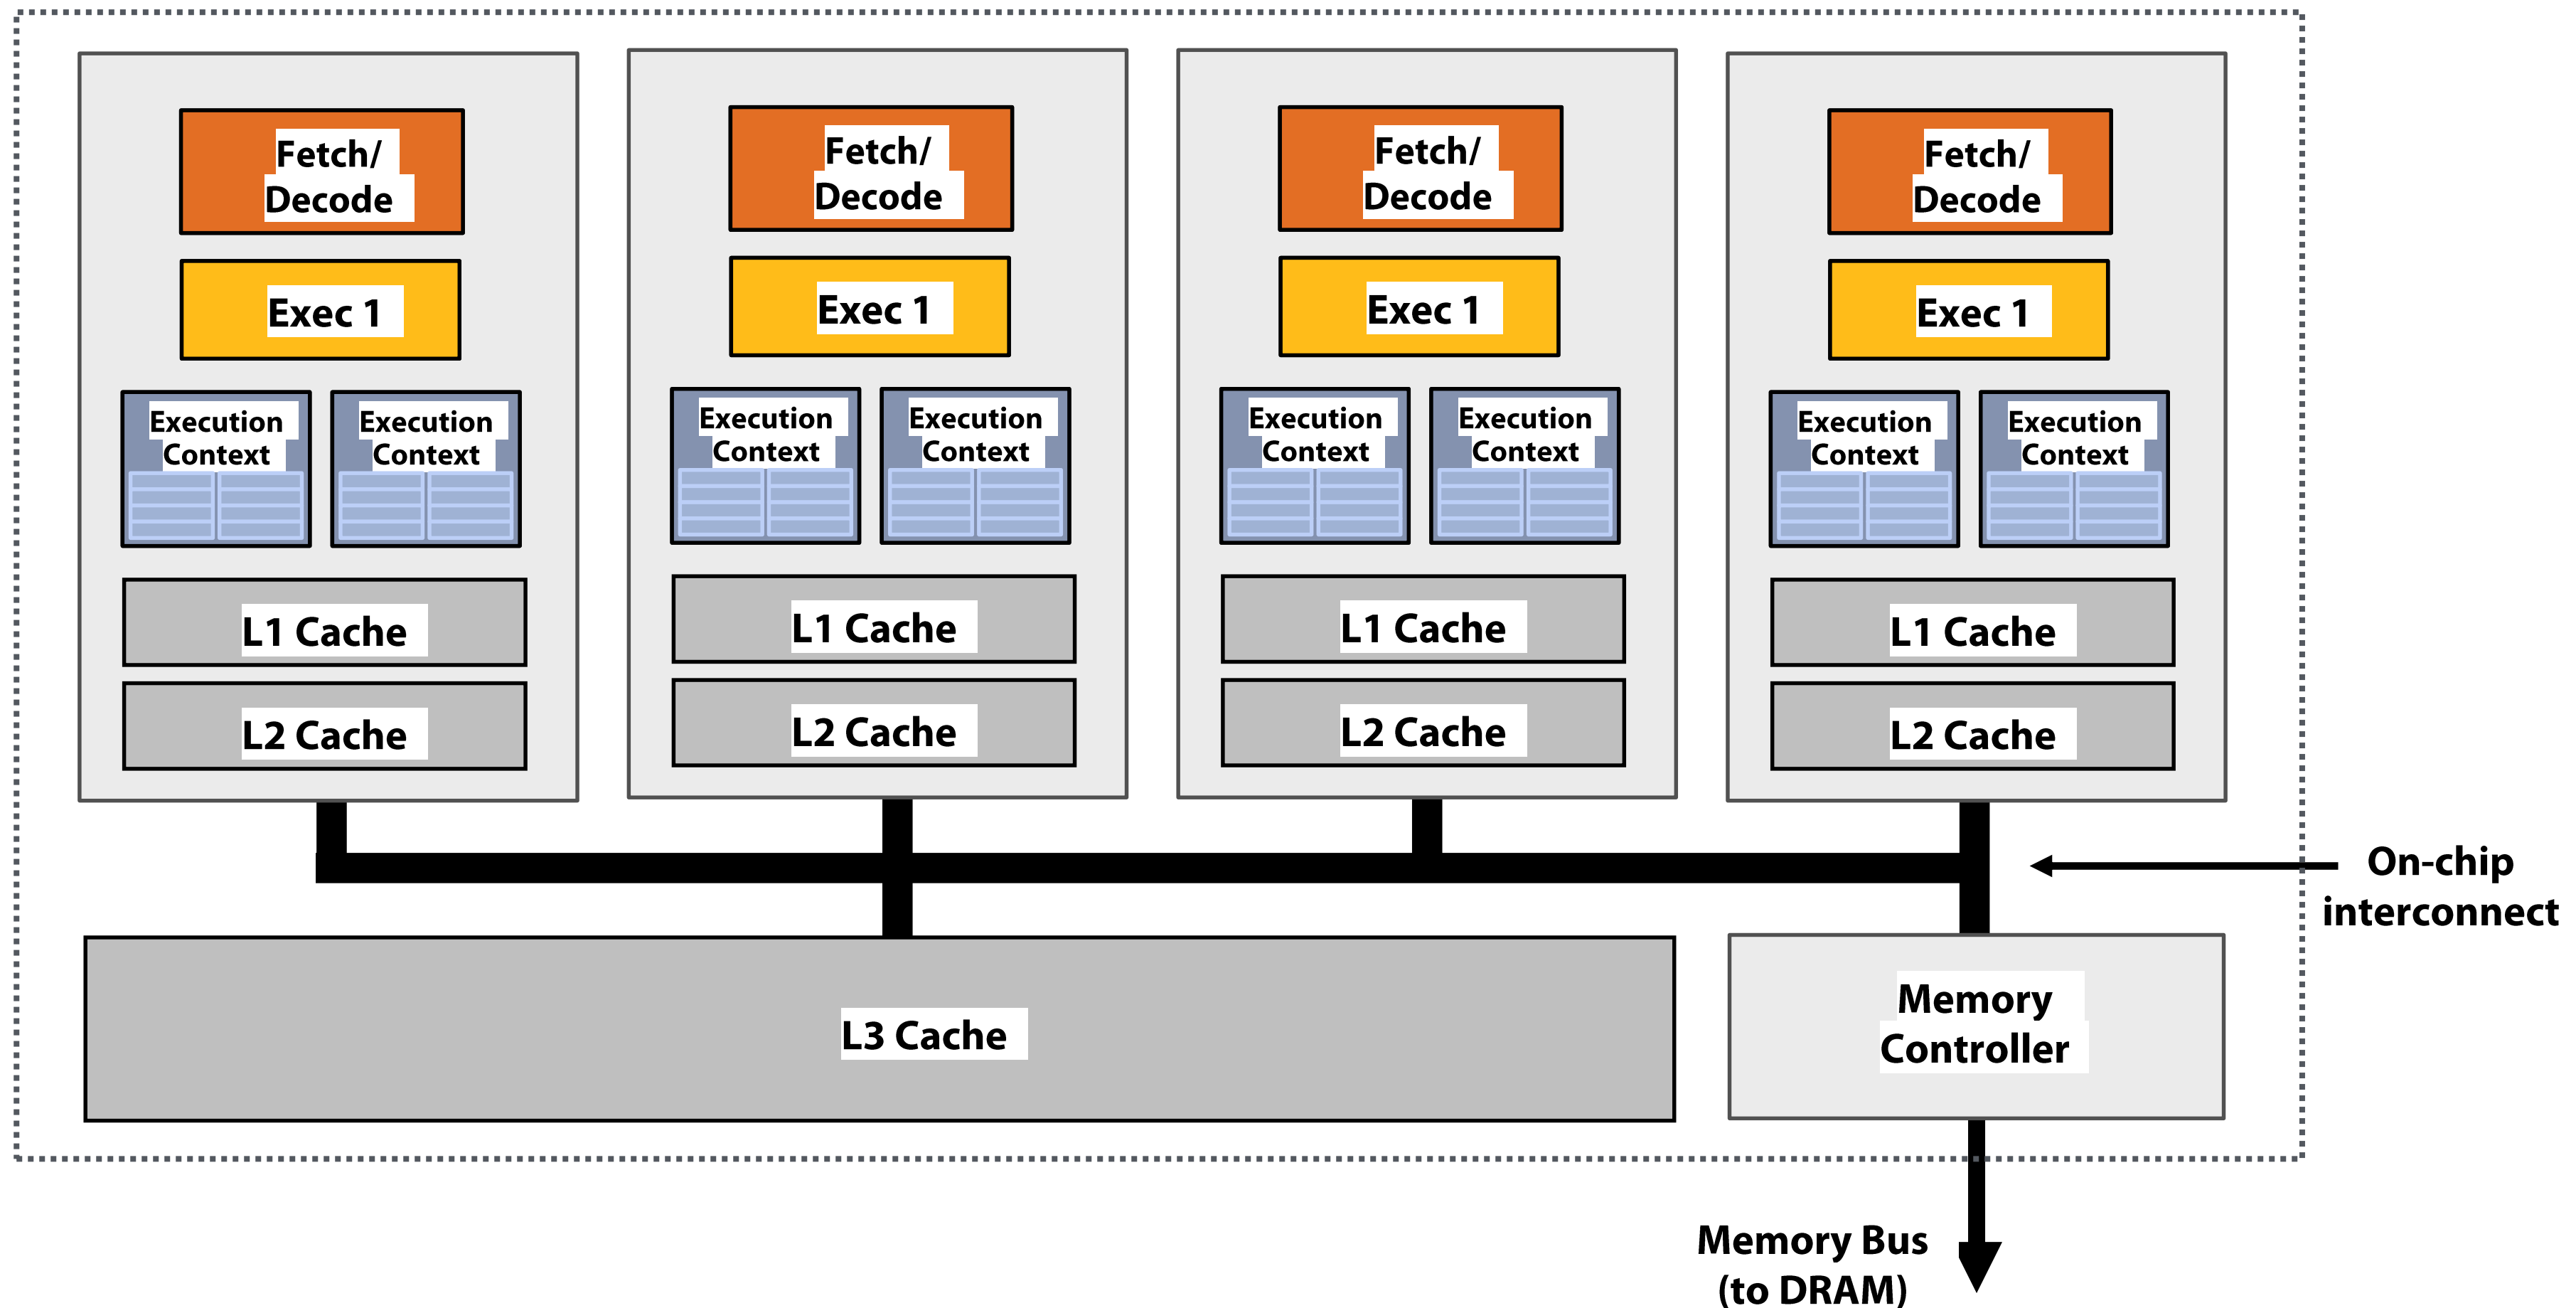 Fetch/
Decode
Fetch/
Decode
Fetch/
Decode
Fetch/
Decode
Exec 1
Exec 1
Exec 1
Exec 1
Execution
Context
Execution
Context
Execution
Context
Execution
Context
Execution
Context
Execution
Context
Execution
Context
Execution
Context
L1 Cache
L1 Cache
L1 Cache
L1 Cache
L2 Cache
L2 Cache
L2 Cache
L2 Cache
On-chip
interconnect
L3 Cache
Memory
Controller
Memory Bus
(to DRAM)